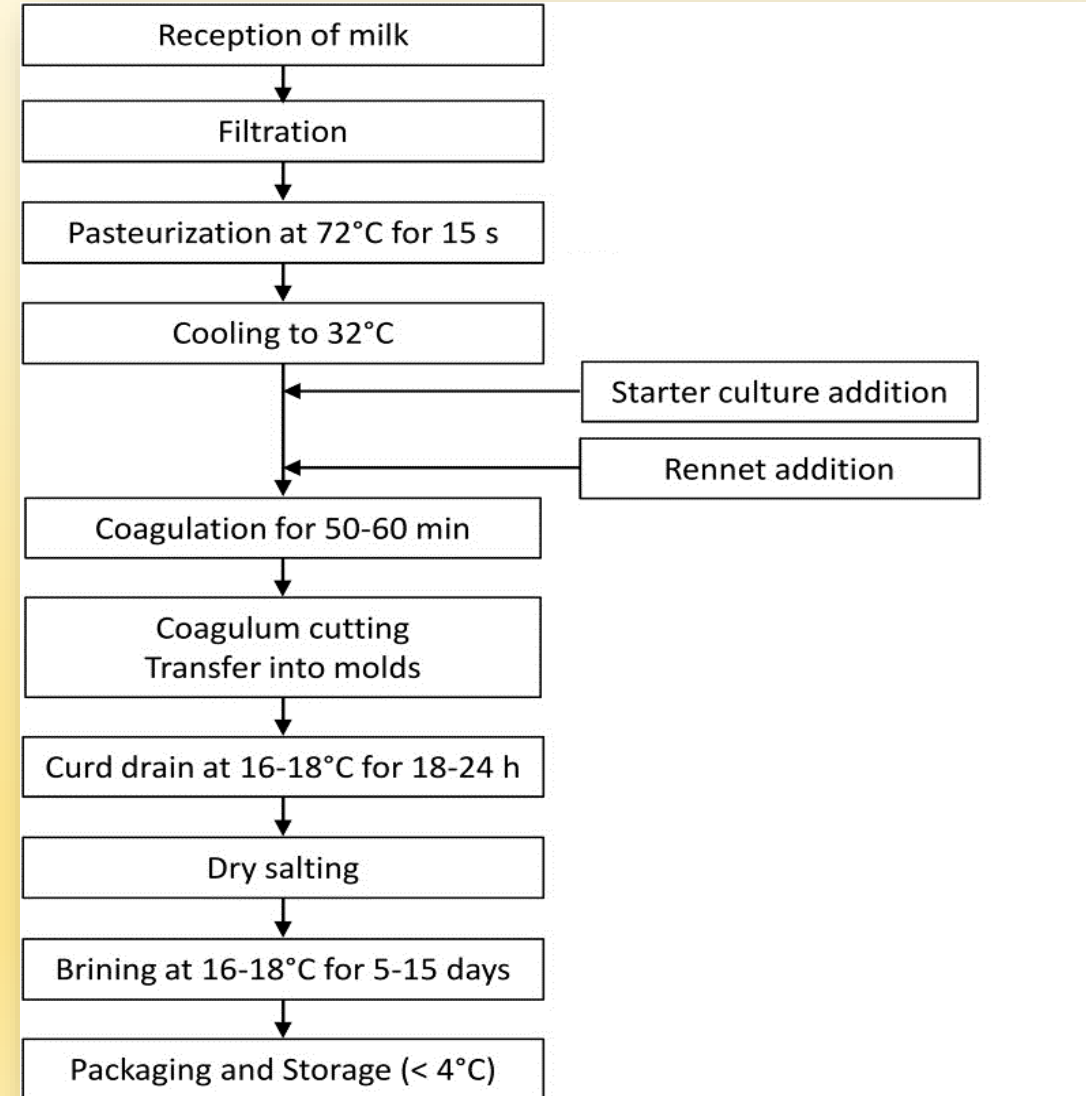 Reception of milk
Filtration
Pasteurization at 72°C for 15 s
Cooling to 32°C
Starter culture addition
Rennet addition
Coagulation for 50-60 min
Coagulum cutting
Transfer into molds
Curd drain at 16-18°C for 18-24 h
Dry salting
Brining at 16-18°C for 5-15 days
Packaging and Storage (< 4°C)